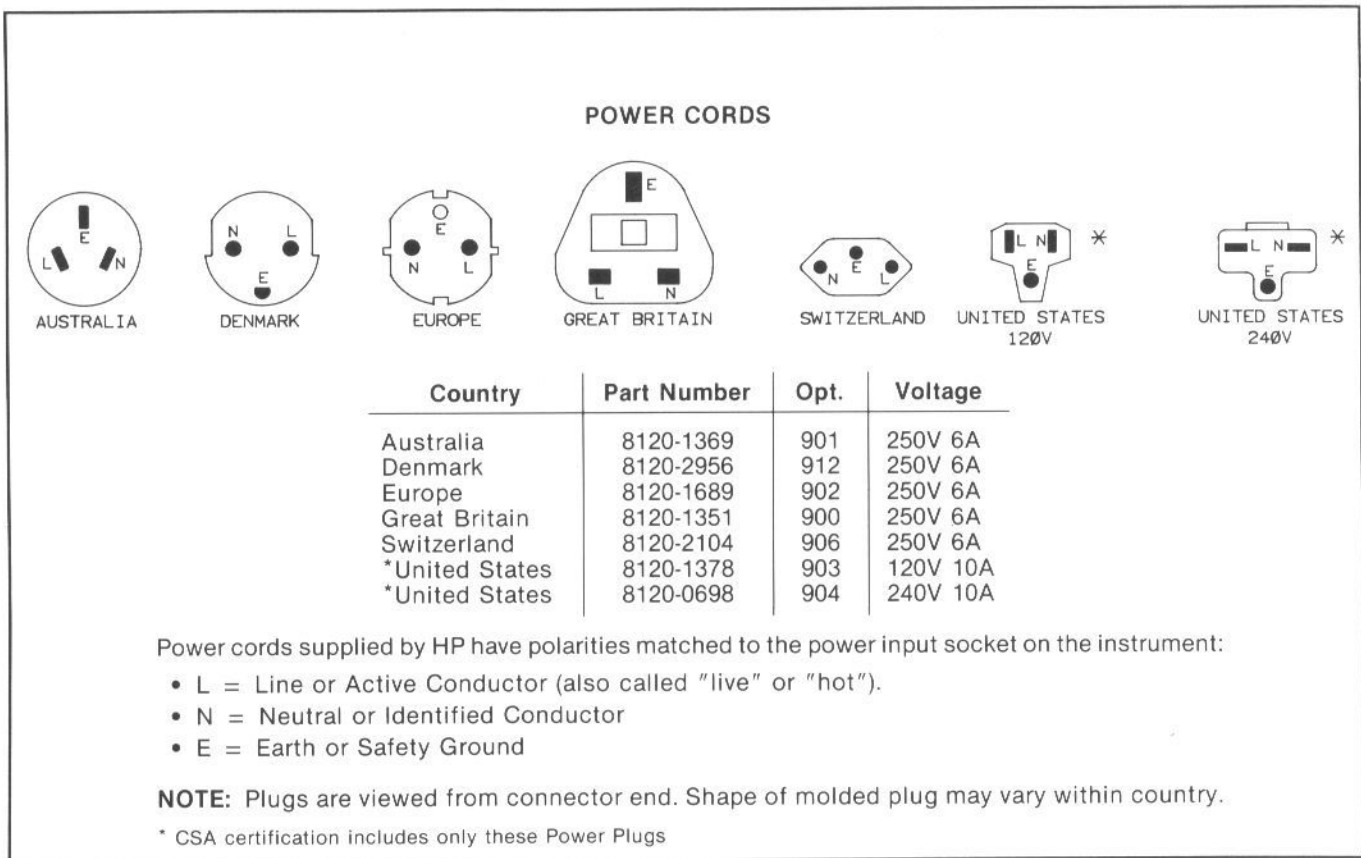 POWER CORDS
E
L N
N L
E
E
N L
E
L N
N E L
L N
E
*
L N
E
*
AUSTRALIA
DENMARK
EUROPE
GREAT BRITAIN
SWITZERLAND
UNITED STATES
120V
UNITED STATES
240V
Country Part Number Opt. Voltage
Australia 8120-1369 901 250V 6A
Denmark 8120-2956 912 250V 6A
Europe 8120-1689 902 250V 6A
Great Britain 8120-1351 900 250V 6A
Switzerland 8120-2104 906 250V 6A
*United States 8120-1378 903 120V 10A
*United States 8120-0698 904 240V 10A
Power cords supplied by HP have polarities matched to the power input socket on the instrument:
• L = Line or Active Conductor (also called "live" or "hot").
• N = Neutral or Identified Conductor
• E = Earth or Safety Ground
NOTE: Plugs are viewed from connector end. Shape of molded plug may vary within country.
* CSA certification includes only these Power Plugs